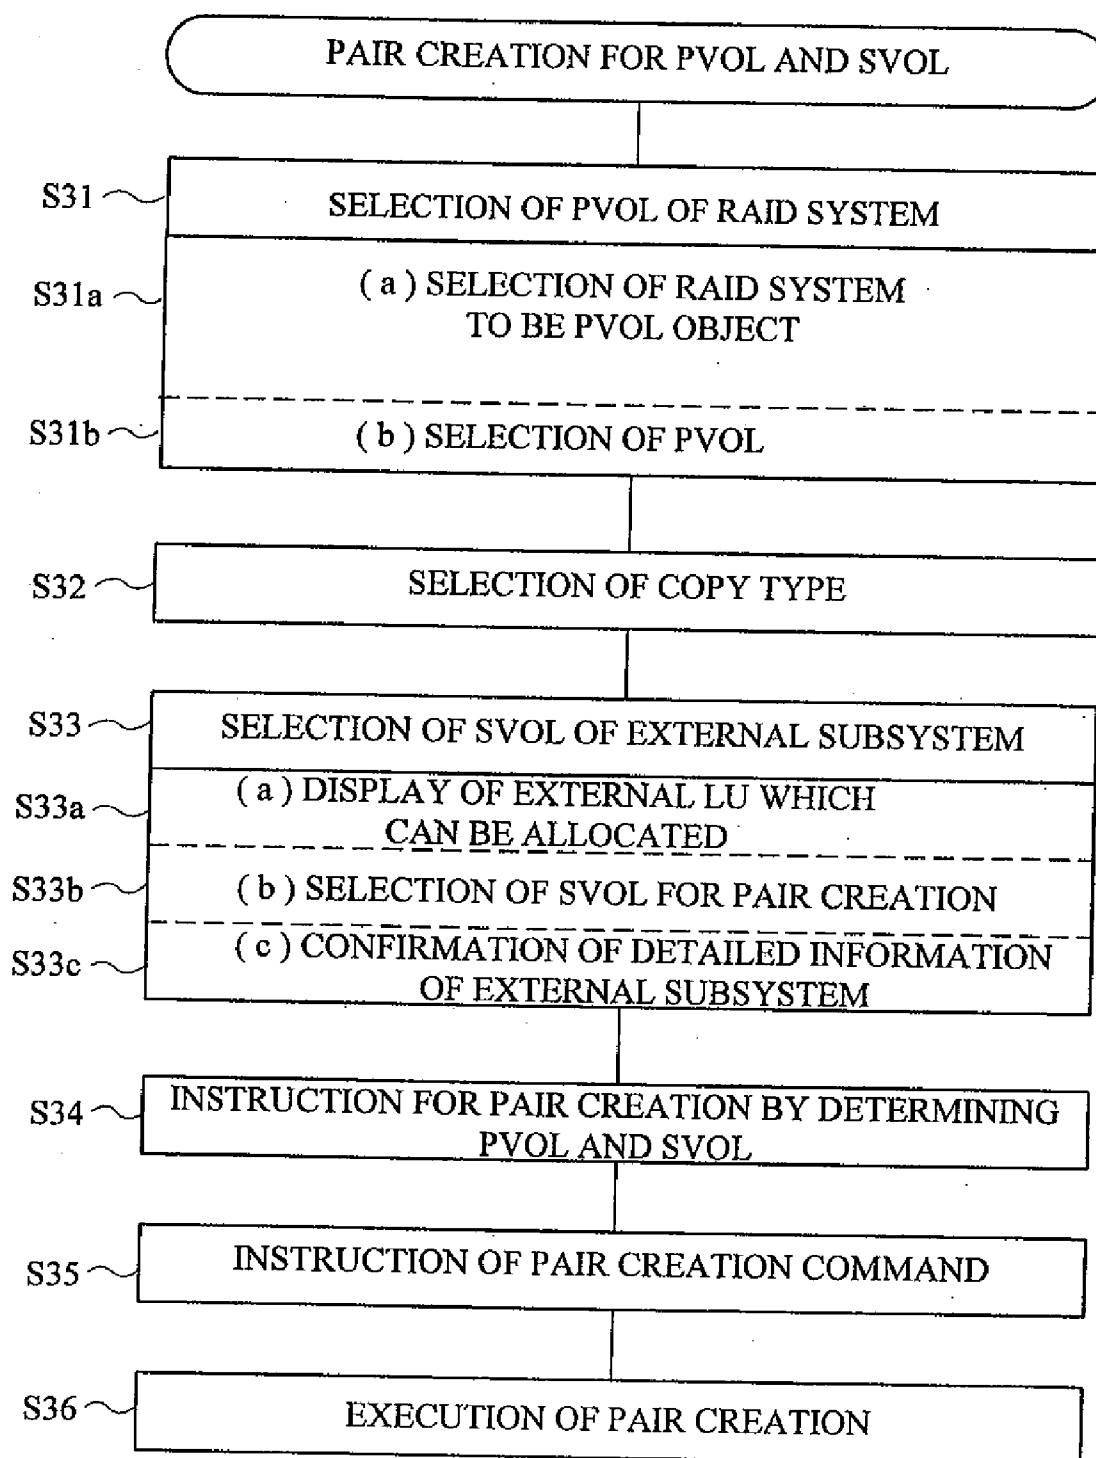 PAIR CREATION FOR PVOL AND SVOL
S31
SELECTION OF PVOL OF RAID SYSTEM
S31a
( a ) SELECTION OF RAID SYSTEM
TO BE PVOL OBJECT
S31b
( b ) SELECTION OF PVOL
S32
SELECTION OF COPY TYPE
S33
SELECTION OF SVOL OF EXTERNAL SUBSYSTEM
S33a
( a ) DISPLAY OF EXTERNAL LU WHICH
CAN BE ALLOCATED
S33b
( b ) SELECTION OF SVOL FOR PAIR CREATION
S33c
( c ) CONFIRMATION OF DETAILED INFORMATION
OF EXTERNAL SUBSYSTEM
S34
INSTRUCTION FOR PAIR CREATION BY DETERMINING
PVOL AND SVOL
S35
INSTRUCTION OF PAIR CREATION COMMAND
S36
EXECUTION OF PAIR CREATION